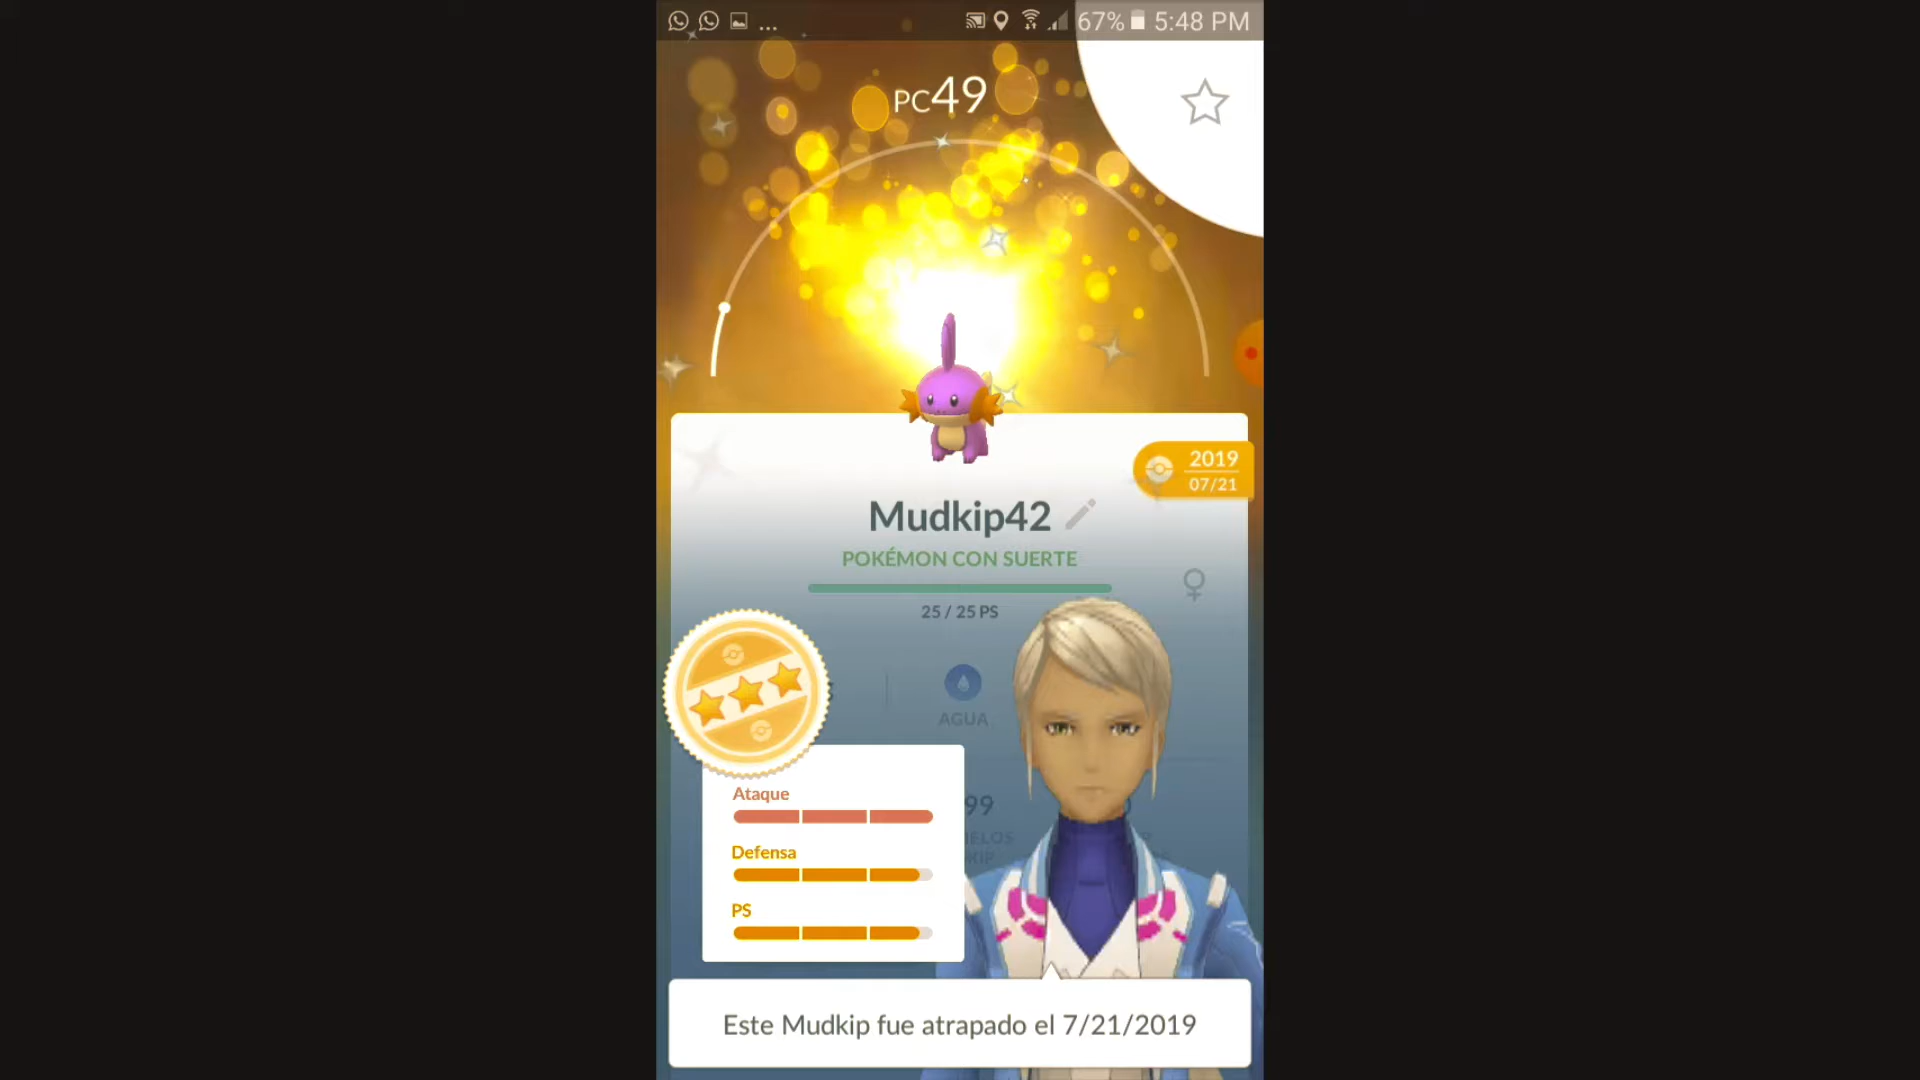 ... 67% 5:48 PM
PC49
2019
07/21
Mudkip42
POKÉMON CON SUERTE
25 / 25 PS
AGUA
Ataque
99
Defensa
PS
Este Mudkip fue atrapado el 7/21/2019